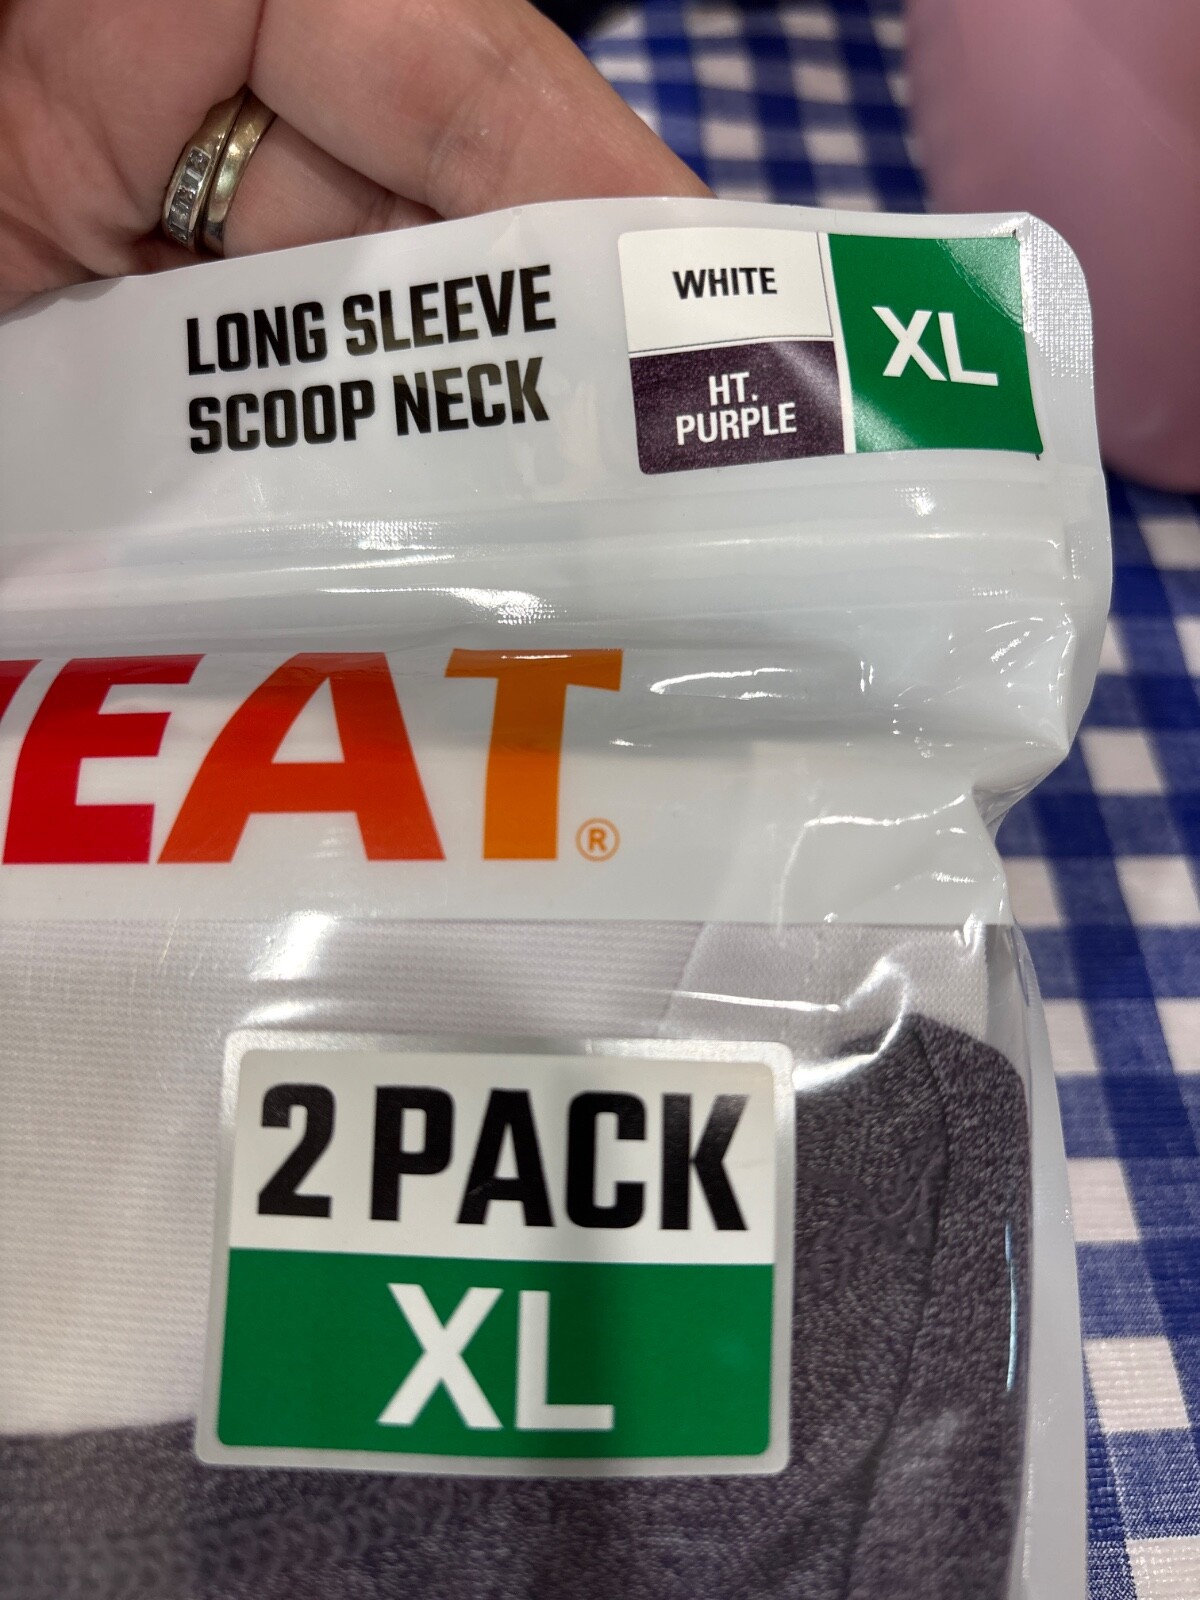 LONG SLEEVE
SCOOP NECK
WHITE
HT.
PURPLE
XL
EAT®
2 PACK
XL